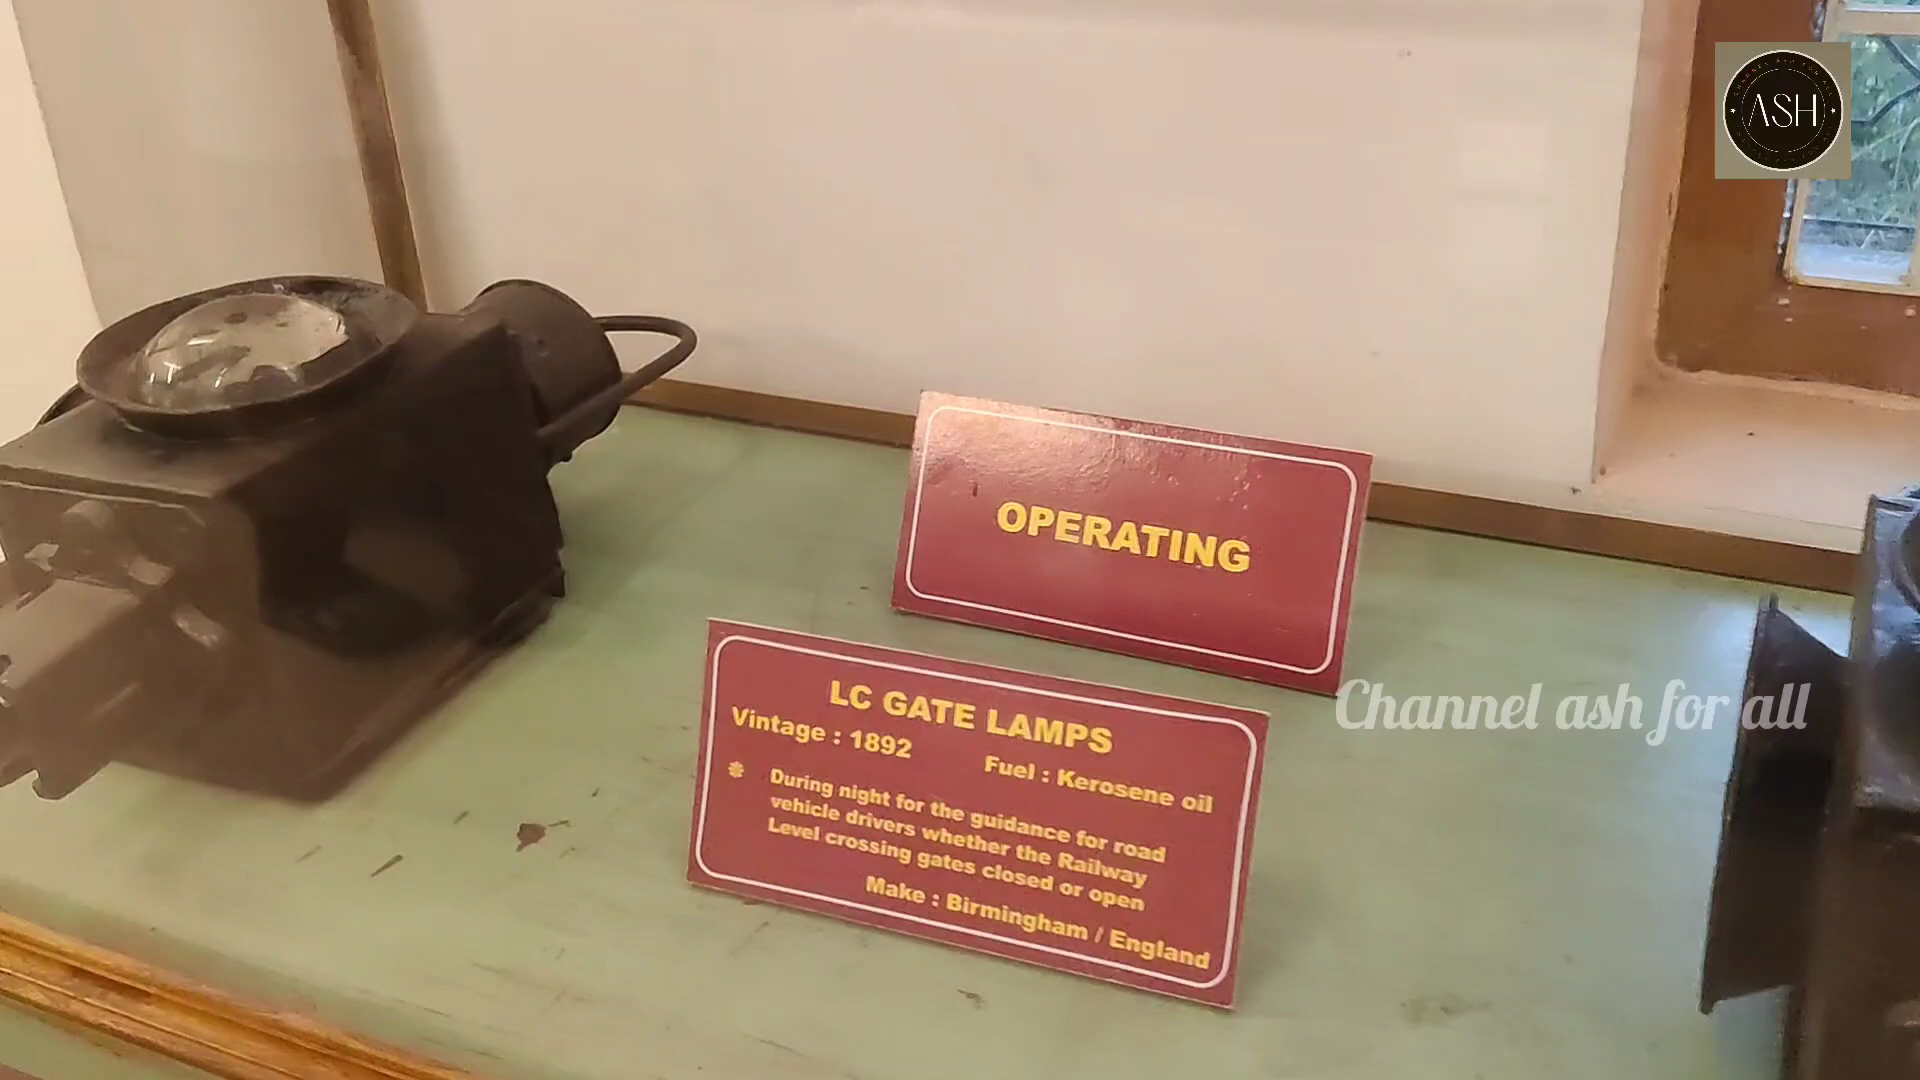 ASH
OPERATING
LC GATE LAMPS
Vintage : 1892
Fuel : Kerosene oil
During night for the guidance for road
vehicle drivers whether the Railway
Level crossing gates closed or open
Make : Birmingham / England
Channel ash for all